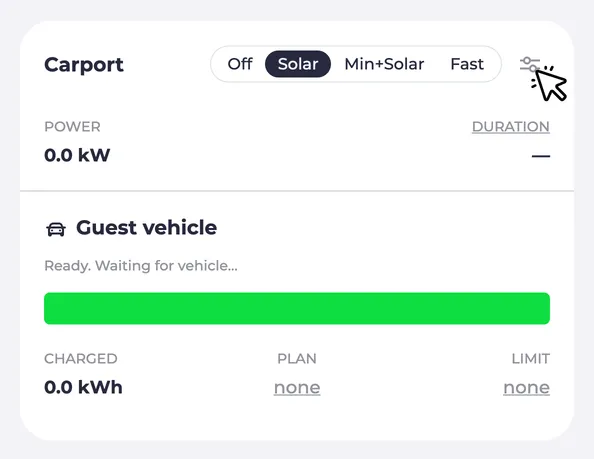 Carport Off Solar Min+Solar Fast
POWER DURATION
0.0 kW —
Guest vehicle
Ready. Waiting for vehicle...
CHARGED PLAN LIMIT
0.0 kWh none none